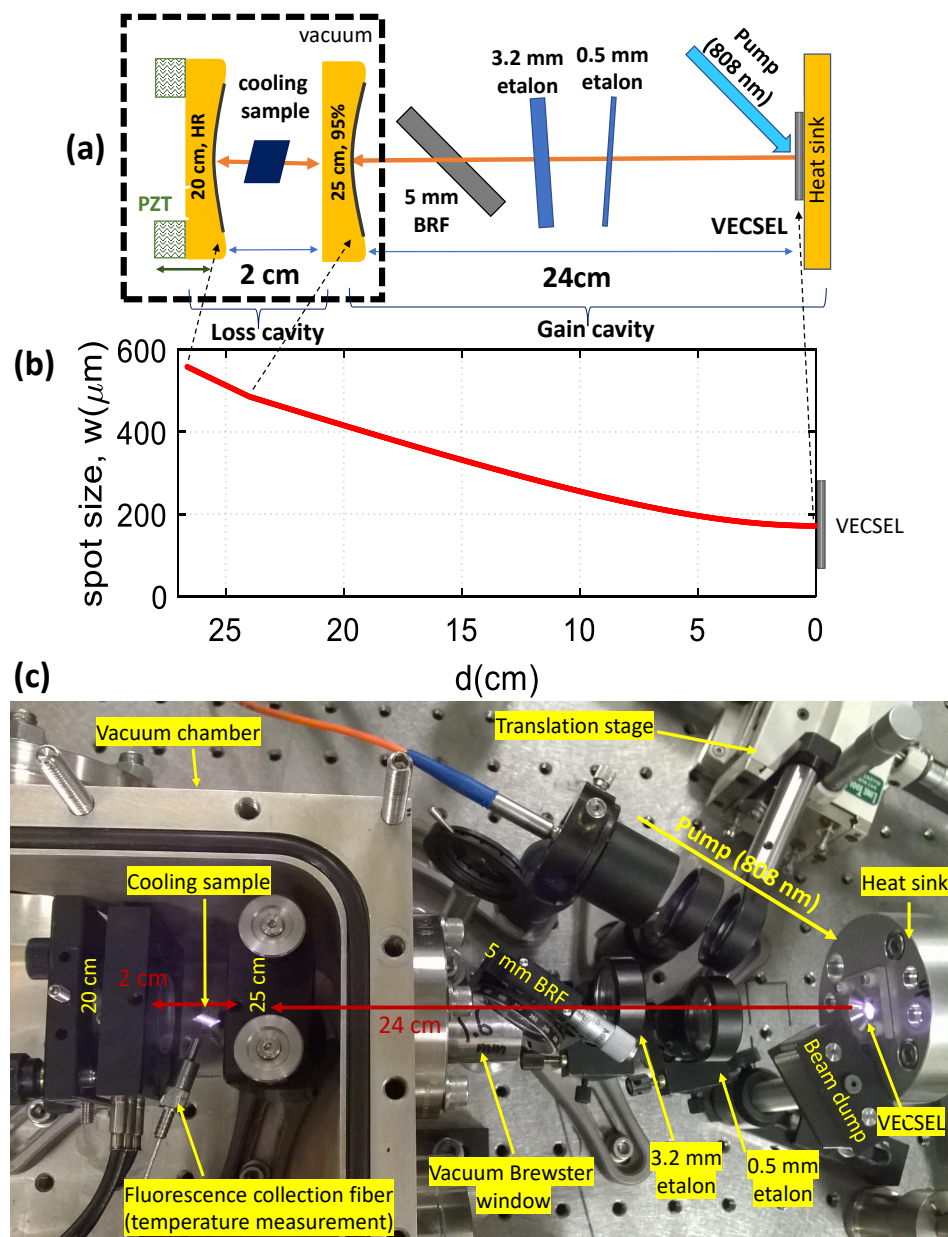 vacuum
(a)
20 cm, HR
cooling
sample
25 cm, 95%
PZT
5 mm
BRF
3.2 mm
etalon
0.5 mm
etalon
Pump
(808 nm)
VECSEL
Heat sink
2 cm
24cm
Loss cavity
Gain cavity
(b)
spot size, w(μm)
600
400
200
0
25
20
15
10
5
0
d(cm)
VECSEL
(c)
Vacuum chamber
Translation stage
Pump (808 nm)
Heat sink
Cooling sample
20 cm
2 cm
25 cm
24 cm
5 mm BRF
16
Beam dump
VECSEL
Fluorescence collection fiber
(temperature measurement)
Vacuum Brewster
window
3.2 mm
etalon
0.5 mm
etalon